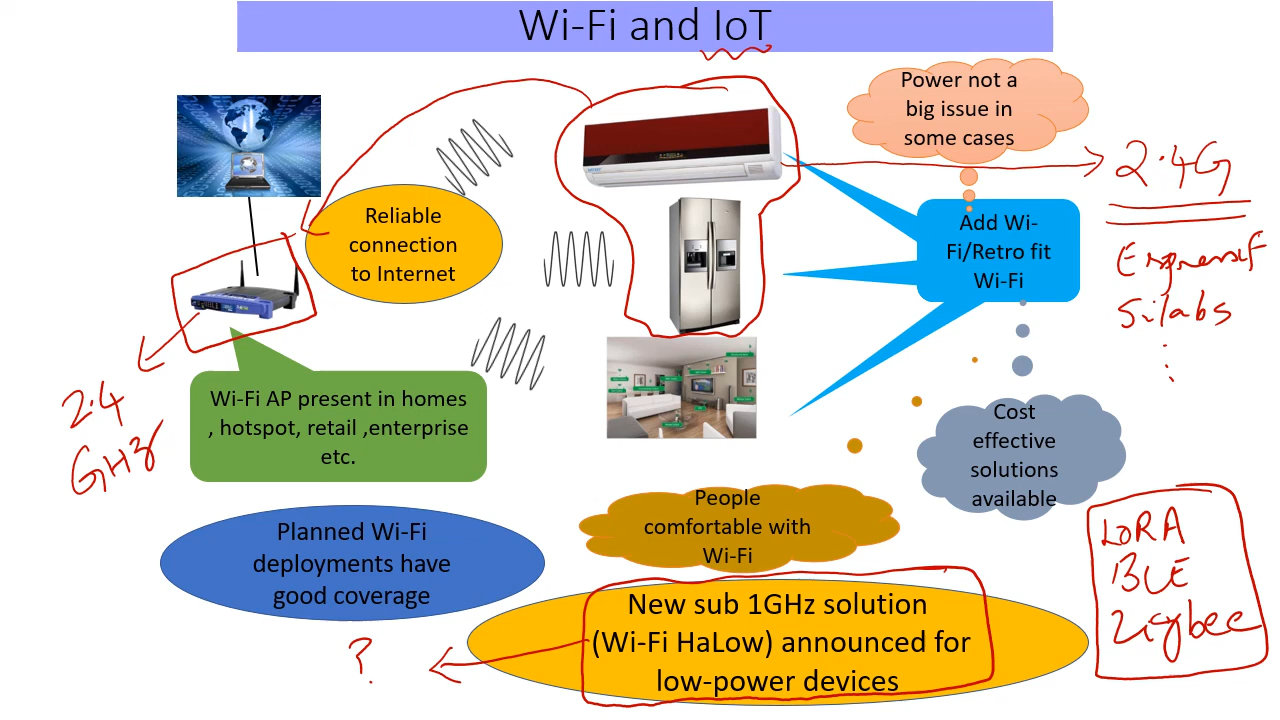 Wi-Fi and IoT
Power not a
big issue in
some cases
2.4G
Reliable
connection
to Internet
Add Wi-
Fi/Retro fit
Wi-Fi
Silabs
2.4
GHz
Wi-Fi AP present in homes
, hotspot, retail ,enterprise
etc.
Cost
effective
solutions
available
People
comfortable with
Wi-Fi
Planned Wi-Fi
deployments have
good coverage
LoRA
BLE
Zigbee
New sub 1GHz solution
(Wi-Fi HaLow) announced for
low-power devices
?